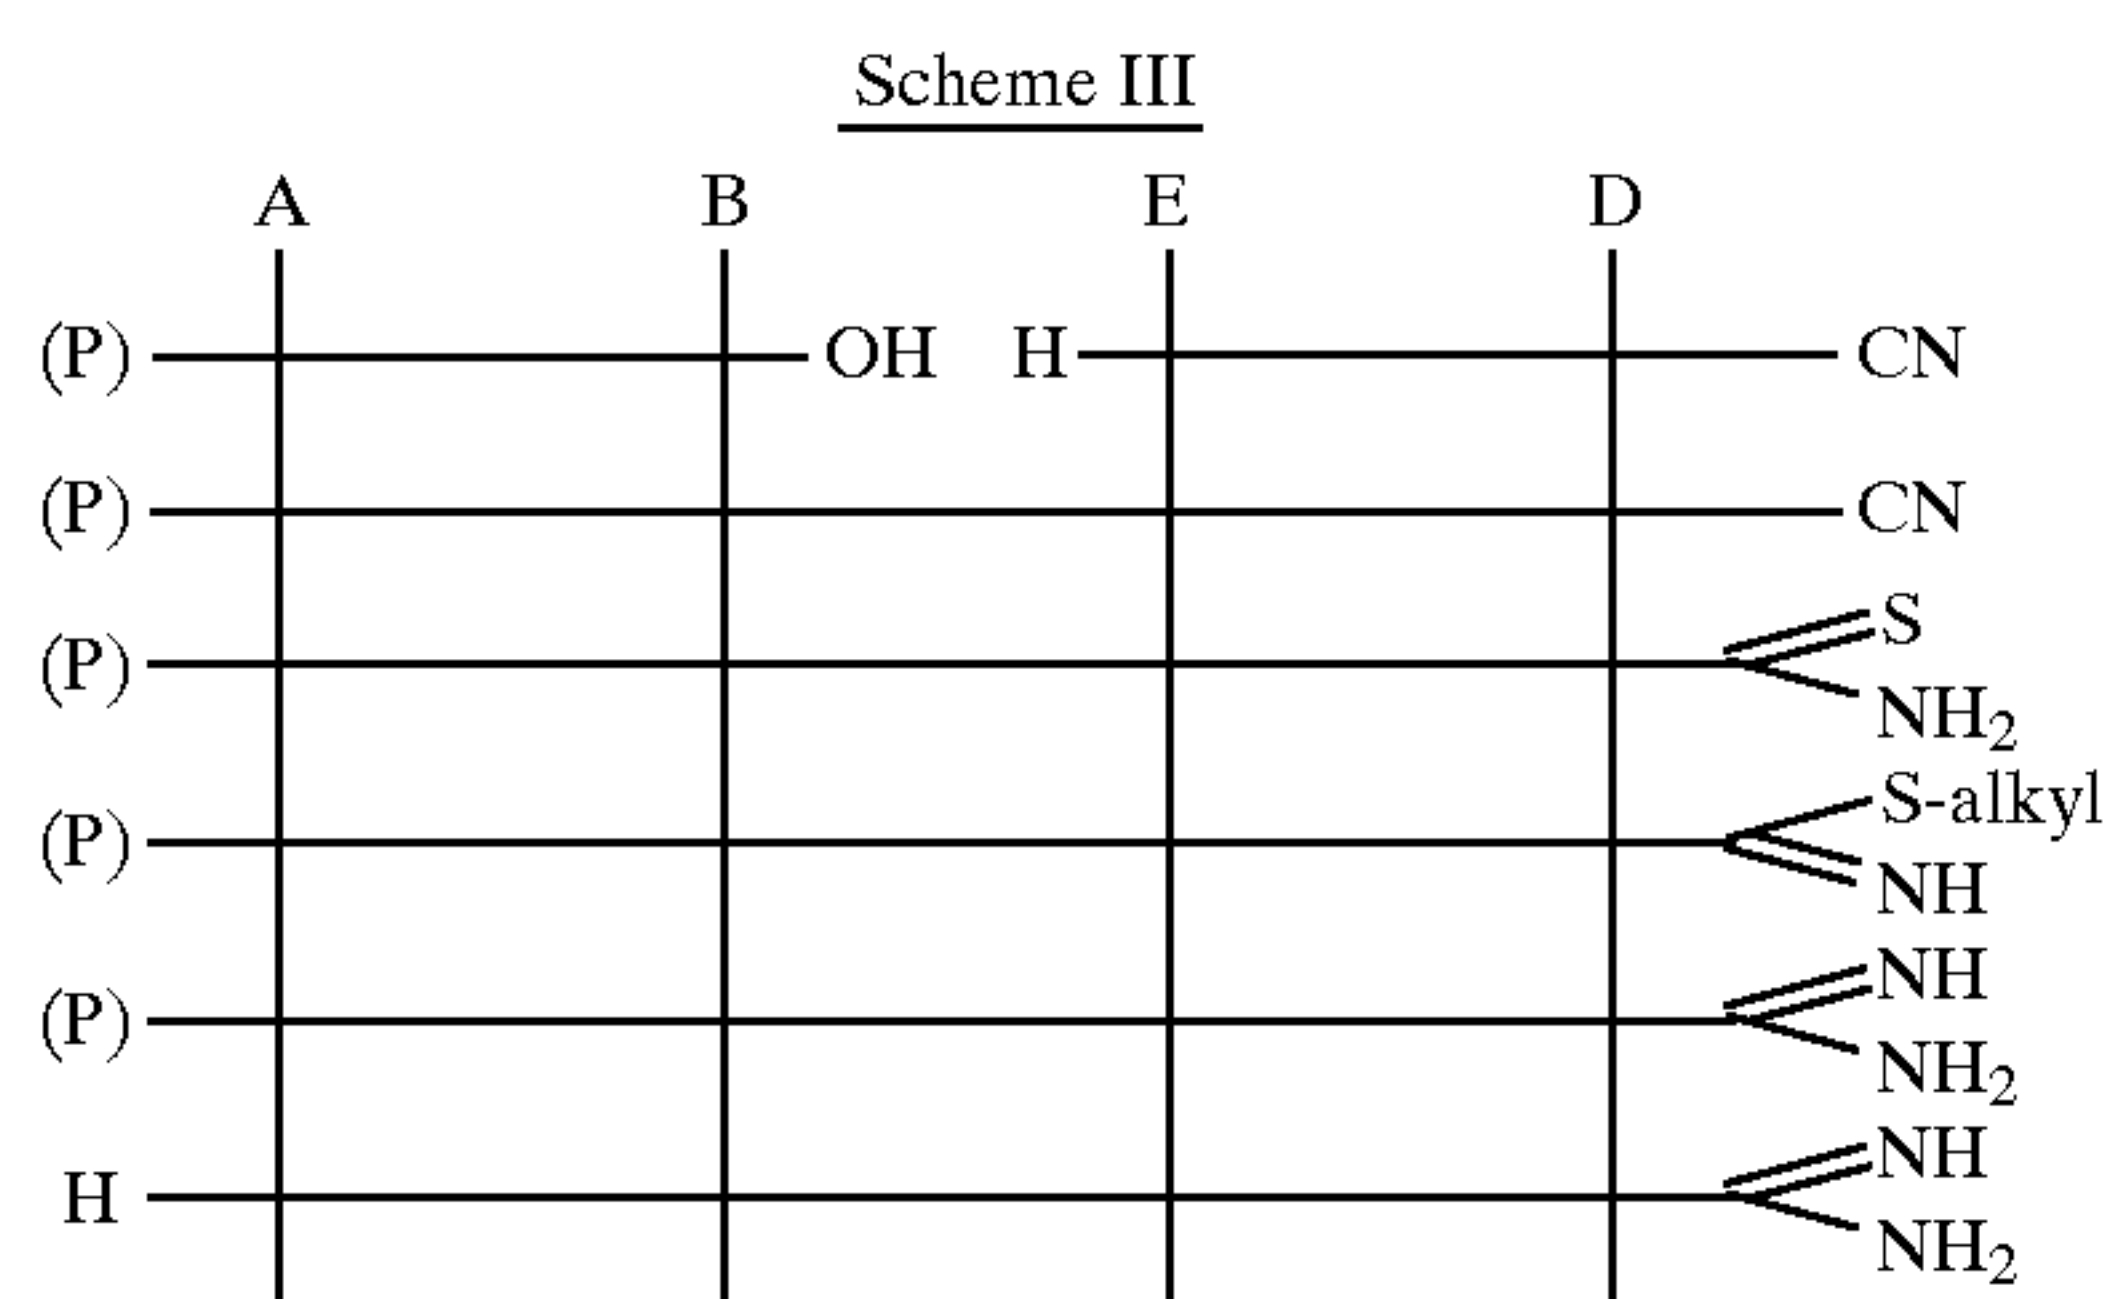 Scheme III
A B E D
(P) OH H CN
(P) CN
S
(P)
NH2
S-alkyl
(P)
NH
NH
(P)
NH2
NH
H
NH2